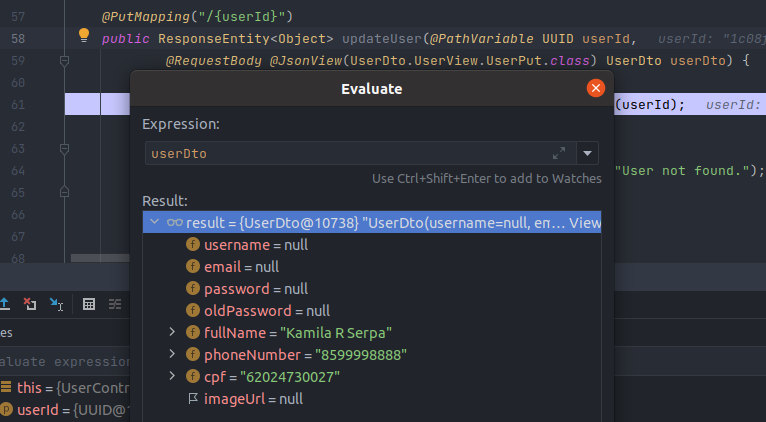 57 @PutMapping("/{userId}")
58 public ResponseEntity<Object> updateUser(@PathVariable UUID userId, userId: "1c08
59 @RequestBody @JsonView(UserDto.UserView.UserPut.class) UserDto userDto) {
60
61 (userId); userId:
62
63
64 "User not found.");
65
66
67
68
Evaluate
Expression:
userDto
Use Ctrl+Shift+Enter to add to Watches
Result:
result = {UserDto@10738} "UserDto(username=null, em... View
username = null
email = null
password = null
oldPassword = null
fullName = "Kamila R Serpa"
phoneNumber = "8599998888"
cpf = "62024730027"
imageUrl = null
es
aluate expression
this = {UserContr
userId = {UUID@1